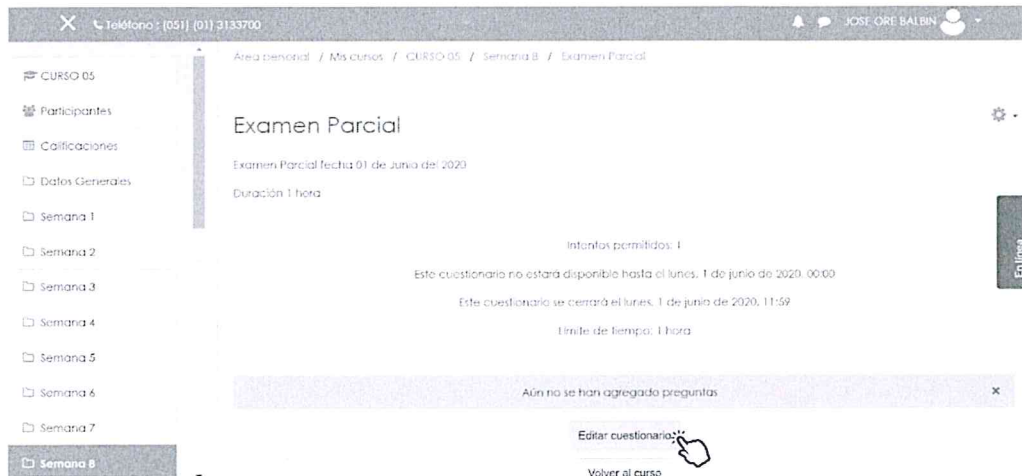 Teléfono : (051) (01) 3133700
JOSE ORE BALBIN
Area personal / Mis cursos / CURSO 05 / Semana 8 / Examen Parcial
CURSO 05
Participantes
Calificaciones
Datos Generales
Semana 1
Semana 2
Semana 3
Semana 4
Semana 5
Semana 6
Semana 7
Semana 8
Examen Parcial
Examen Parcial fecha 01 de Junio del 2020
Duración 1 hora
Intentos permitidos: 1
Este cuestionario no estará disponible hasta el lunes, 1 de junio de 2020, 00:00
Este cuestionario se cerrará el lunes, 1 de junio de 2020, 11:59
Límite de tiempo: 1 hora
Aún no se han agregado preguntas
Editar cuestionario
Volver al curso
En línea